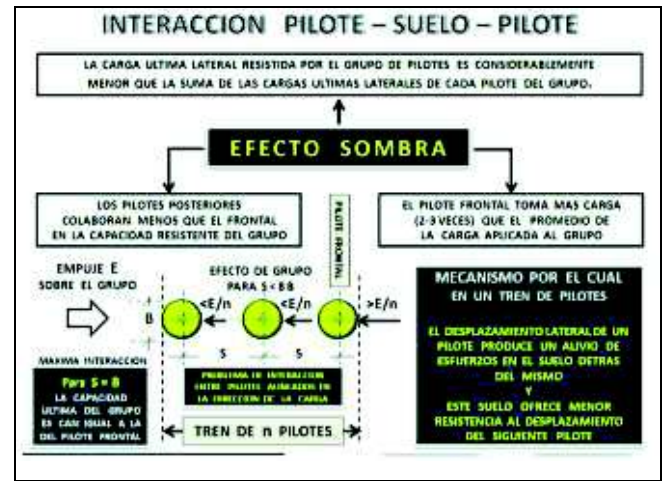 INTERACCION PILOTE – SUELO – PILOTE
LA CARGA ULTIMA LATERAL RESISTIDA POR EL GRUPO DE PILOTES ES CONSIDERABLEMENTE
MENOR QUE LA SUMA DE LAS CARGAS ULTIMAS LATERALES DE CADA PILOTE DEL GRUPO.
EFECTO SOMBRA
LOS PILOTES POSTERIORES
COLABORAN MENOS QUE EL FRONTAL
EN LA CAPACIDAD RESISTENTE DEL GRUPO
PILOTE FRONTAL
EL PILOTE FRONTAL TOMA MAS CARGA
(2-3 VECES) QUE EL PROMEDIO DE
LA CARGA APLICADA AL GRUPO
EMPUJE E
SOBRE EL GRUPO
EFECTO DE GRUPO
PARA S < 8 B
B
<E/n
<E/n
>E/n
S
S
MAXIMA INTERACCION
Para S = B
LA CAPACIDAD
ULTIMA DEL GRUPO
ES CASI IGUAL A LA
DEL PILOTE FRONTAL
PROBLEMA DE INTERACCION
ENTRE PILOTES ALINEADOS EN
LA DIRECCION DE LA CARGA
TREN DE n PILOTES
MECANISMO POR EL CUAL
EN UN TREN DE PILOTES
EL DESPLAZAMIENTO LATERAL DE UN
PILOTE PRODUCE UN ALIVIO DE
ESFUERZOS EN EL SUELO DETRAS
DEL MISMO
Y
ESTE SUELO OFRECE MENOR
RESISTENCIA AL DESPLAZAMIENTO
DEL SIGUIENTE PILOTE